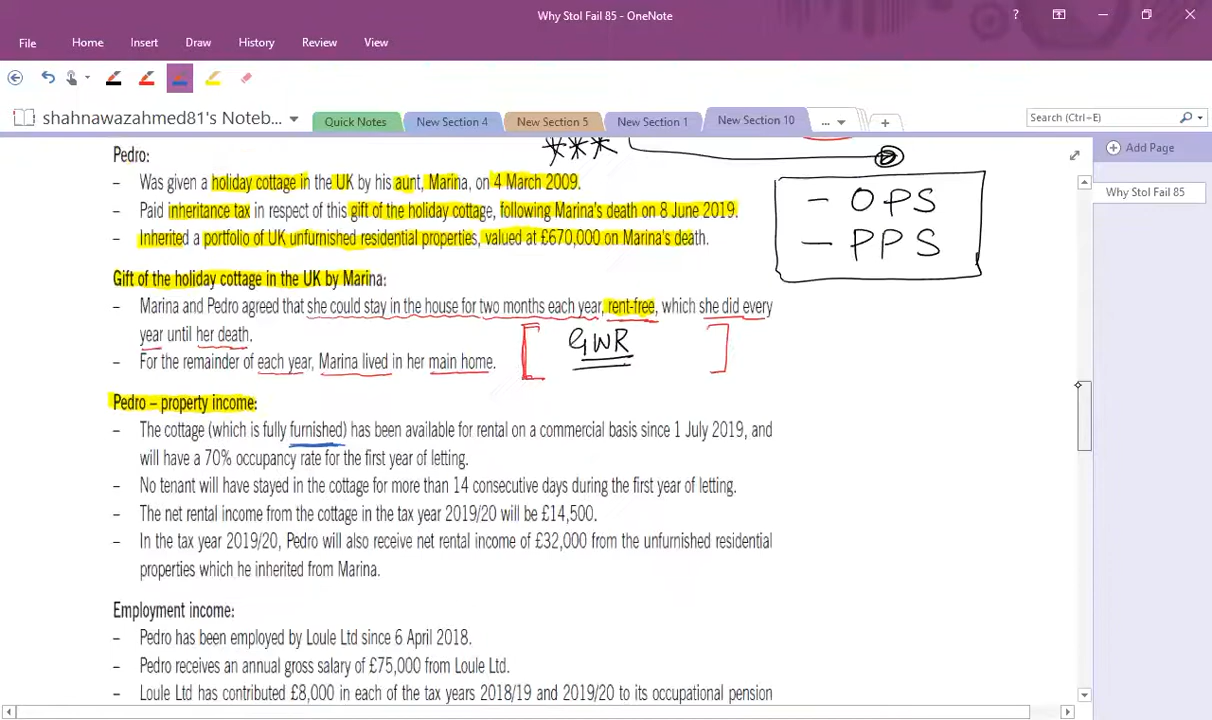 Why Stol Fail 85 - OneNote
?
File Home Insert Draw History Review View
shahnawazahmed81's Noteb... Quick Notes New Section 4 New Section 5 New Section 1 New Section 10 ... Search (Ctrl+E)
Add Page
Why Stol Fail 85
Pedro:
– Was given a holiday cottage in the UK by his aunt, Marina, on 4 March 2009.
– OPS
– Paid inheritance tax in respect of this gift of the holiday cottage, following Marina's death on 8 June 2019.
– PPS
– Inherited a portfolio of UK unfurnished residential properties, valued at £670,000 on Marina's death.
Gift of the holiday cottage in the UK by Marina:
– Marina and Pedro agreed that she could stay in the house for two months each year, rent-free, which she did every
year until her death.
GWR
– For the remainder of each year, Marina lived in her main home.
Pedro – property income:
– The cottage (which is fully furnished) has been available for rental on a commercial basis since 1 July 2019, and
will have a 70% occupancy rate for the first year of letting.
– No tenant will have stayed in the cottage for more than 14 consecutive days during the first year of letting.
– The net rental income from the cottage in the tax year 2019/20 will be £14,500.
– In the tax year 2019/20, Pedro will also receive net rental income of £32,000 from the unfurnished residential
properties which he inherited from Marina.
Employment income:
– Pedro has been employed by Loule Ltd since 6 April 2018.
– Pedro receives an annual gross salary of £75,000 from Loule Ltd.
– Loule Ltd has contributed £8,000 in each of the tax years 2018/19 and 2019/20 to its occupational pension